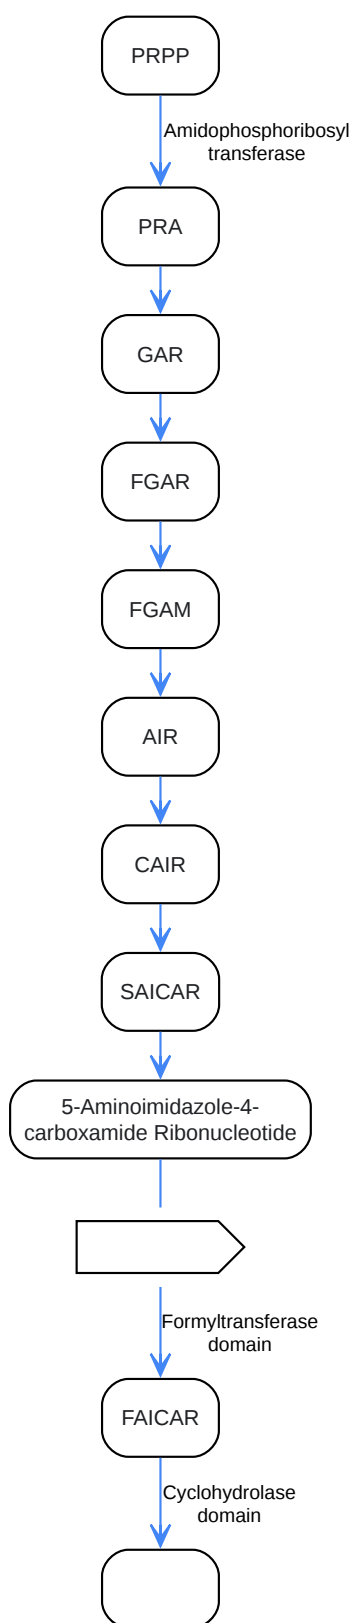 PRPP
Amidophosphoribosyl
transferase
PRA
GAR
FGAR
FGAM
AIR
CAIR
SAICAR
5-Aminoimidazole-4-
carboxamide Ribonucleotide
Formyltransferase
domain
FAICAR
Cyclohydrolase
domain